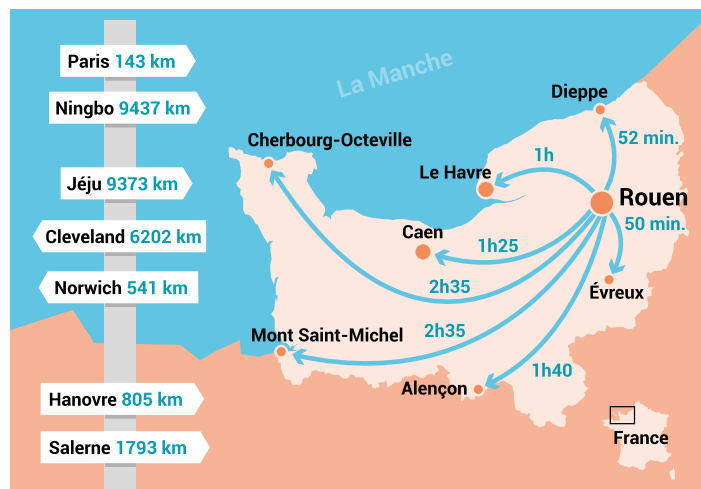 Paris 143 km
Ningbo 9437 km
Jéju 9373 km
Cleveland 6202 km
Norwich 541 km
Hanovre 805 km
Salerne 1793 km
La Manche
Dieppe
52 min.
Cherbourg-Octeville
1h
Le Havre
Rouen
50 min.
Caen
1h25
2h35
Évreux
Mont Saint-Michel
2h35
1h40
Alençon
France